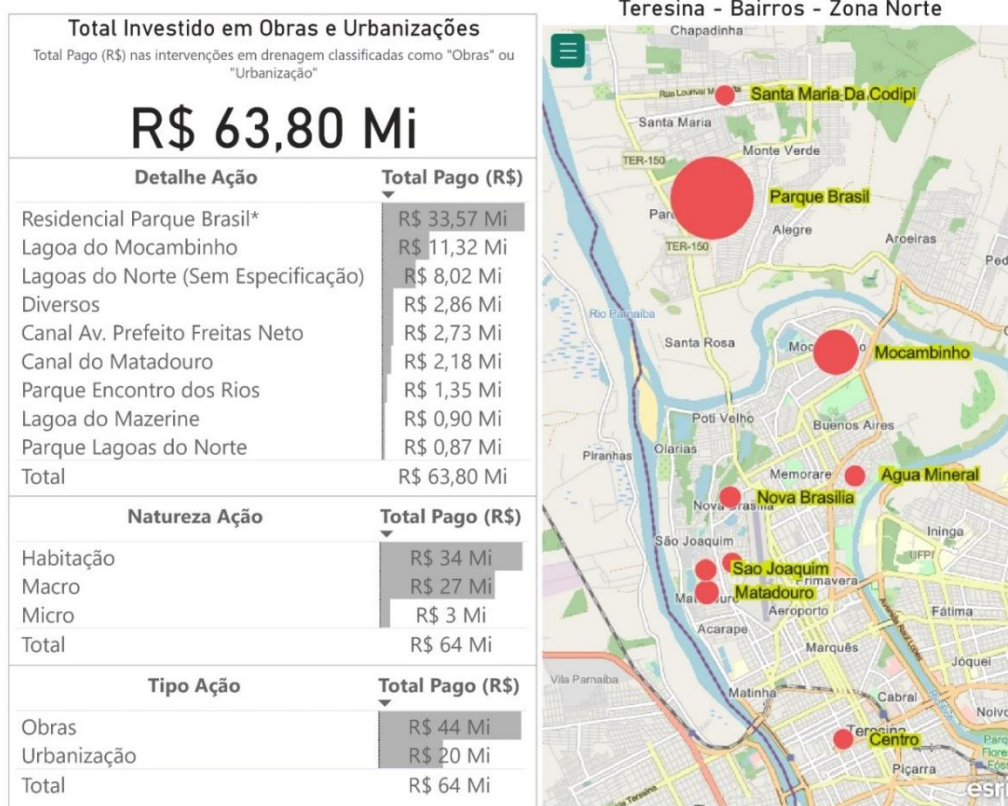 Total Investido em Obras e Urbanizações
Total Pago (R$) nas intervenções em drenagem classificadas como "Obras" ou
"Urbanização"
R$ 63,80 Mi
Detalhe Ação Total Pago (R$)
Residencial Parque Brasil* R$ 33,57 Mi
Lagoa do Mocambinho R$ 11,32 Mi
Lagoas do Norte (Sem Especificação) R$ 8,02 Mi
Diversos R$ 2,86 Mi
Canal Av. Prefeito Freitas Neto R$ 2,73 Mi
Canal do Matadouro R$ 2,18 Mi
Parque Encontro dos Rios R$ 1,35 Mi
Lagoa do Mazerine R$ 0,90 Mi
Parque Lagoas do Norte R$ 0,87 Mi
Total R$ 63,80 Mi
Natureza Ação Total Pago (R$)
Habitação R$ 34 Mi
Macro R$ 27 Mi
Micro R$ 3 Mi
Total R$ 64 Mi
Tipo Ação Total Pago (R$)
Obras R$ 44 Mi
Urbanização R$ 20 Mi
Total R$ 64 Mi
Teresina - Bairros - Zona Norte
Chapadinha
Santa Maria Da Codipi
Santa Maria
Monte Verde
TER-150
Parque Brasil
Alegre
TER-150
Aroeiras
Rio Parnaíba
Santa Rosa
Mocambinho
Poti Velho
Buenos Aires
Olarias
Piranhas
Memorare
Agua Mineral
Nova Brasilia
Ininga
São Joaquim
UFPI
Sao Joaquim
Primavera
Matadouro
Aeroporto
Fátima
Acarape
Marquês
Jóquei
Vila Parnaiba
Matinha
Cabral
Teresina
Centro
Piçarra
esri